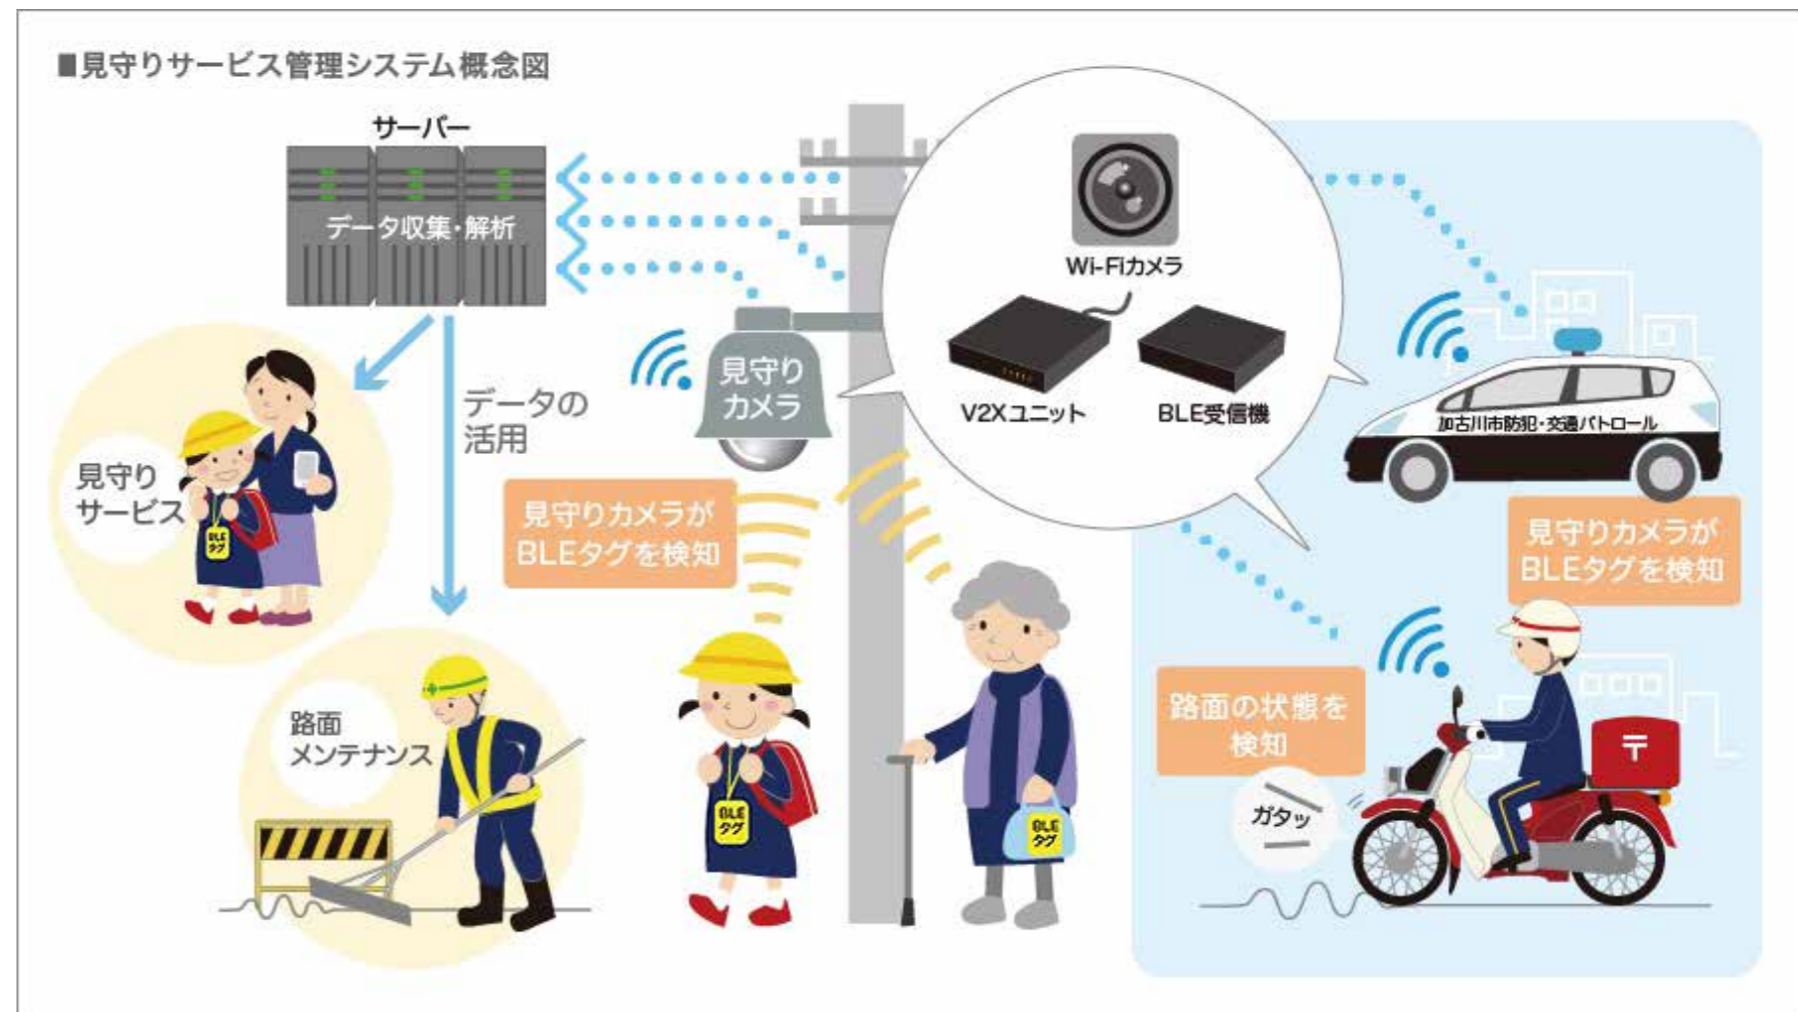 ■見守りサービス管理システム概念図
サーバー
データ収集・解析
Wi-Fiカメラ
V2Xユニット
BLE受信機
見守り
カメラ
データの
活用
加古川市防犯・交通パトロール
見守り
サービス
BLE
タグ
見守りカメラが
BLEタグを検知
見守りカメラが
BLEタグを検知
路面
メンテナンス
路面の状態を
検知
〒
ガタッ
BLE
タグ
BLE
タグ